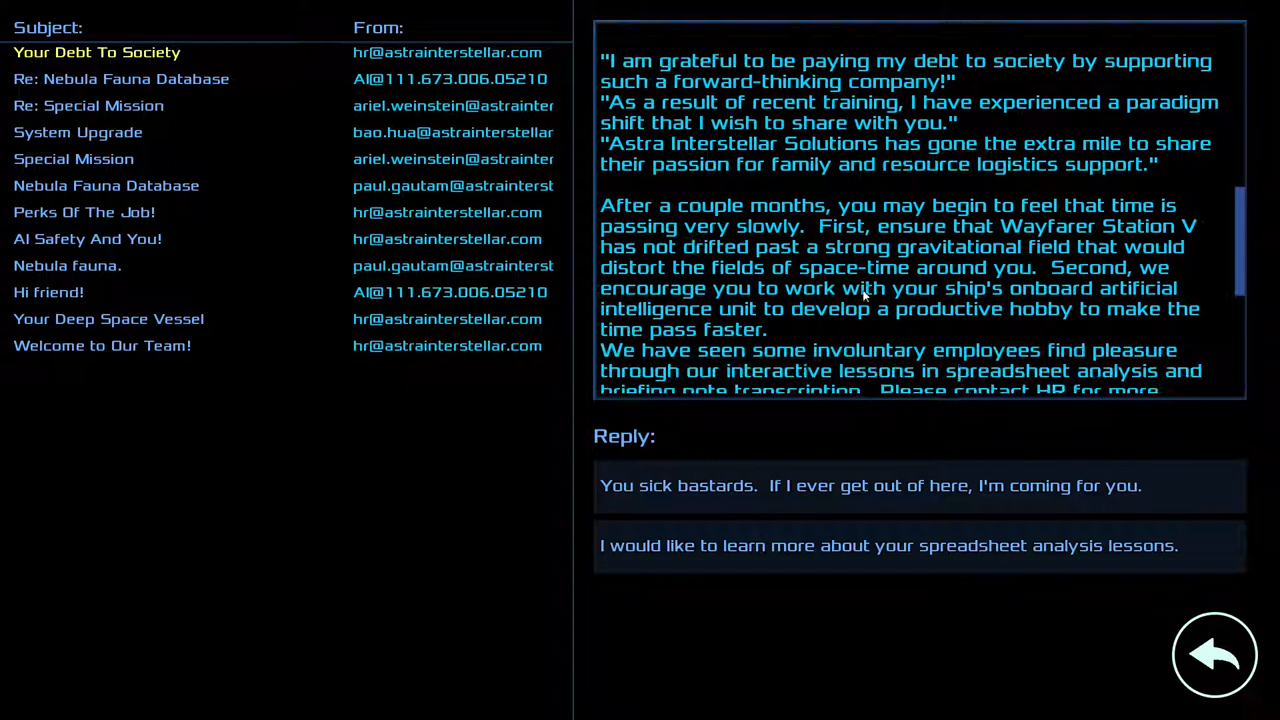 Subject: From:
Your Debt To Society hr@astrainterstellar.com
Re: Nebula Fauna Database AI@111.673.006.05210
Re: Special Mission ariel.weinstein@astrainter
System Upgrade bao.hua@astrainterstellar
Special Mission ariel.weinstein@astrainter
Nebula Fauna Database paul.gautam@astrainterst
Perks Of The Job! hr@astrainterstellar.com
AI Safety And You! hr@astrainterstellar.com
Nebula fauna. paul.gautam@astrainterst
Hi friend! AI@111.673.006.05210
Your Deep Space Vessel hr@astrainterstellar.com
Welcome to Our Team! hr@astrainterstellar.com
"I am grateful to be paying my debt to society by supporting
such a forward-thinking company!"
"As a result of recent training, I have experienced a paradigm
shift that I wish to share with you."
"Astra Interstellar Solutions has gone the extra mile to share
their passion for family and resource logistics support."
After a couple months, you may begin to feel that time is
passing very slowly. First, ensure that Wayfarer Station V
has not drifted past a strong gravitational field that would
distort the fields of space-time around you. Second, we
encourage you to work with your ship's onboard artificial
intelligence unit to develop a productive hobby to make the
time pass faster.
We have seen some involuntary employees find pleasure
through our interactive lessons in spreadsheet analysis and
briefing note transcription. Please contact HR for more
Reply:
You sick bastards. If I ever get out of here, I'm coming for you.
I would like to learn more about your spreadsheet analysis lessons.